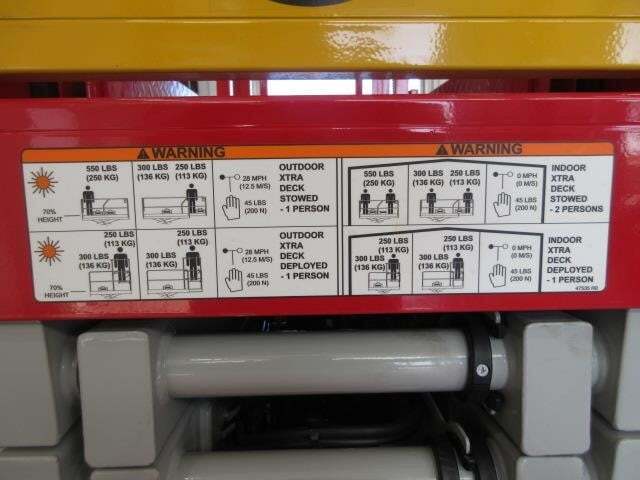 WARNING
550 LBS 300 LBS 250 LBS
(250 KG) (136 KG) (113 KG)
28 MPH
(12.5 M/S)
45 LBS
(200 N)
70%
HEIGHT
OUTDOOR
XTRA
DECK
STOWED
- 1 PERSON
250 LBS 250 LBS
(113 KG) (113 KG)
300 LBS 300 LBS
(136 KG) (136 KG)
28 MPH
(12.5 M/S)
45 LBS
(200 N)
70%
HEIGHT
OUTDOOR
XTRA
DECK
DEPLOYED
- 1 PERSON
WARNING
550 LBS 300 LBS 250 LBS
(250 KG) (136 KG) (113 KG)
0 MPH
(0 M/S)
45 LBS
(200 N)
INDOOR
XTRA
DECK
STOWED
- 2 PERSONS
250 LBS 250 LBS
(113 KG) (113 KG)
300 LBS 300 LBS
(136 KG) (136 KG)
0 MPH
(0 M/S)
45 LBS
(200 N)
INDOOR
XTRA
DECK
DEPLOYED
- 1 PERSON